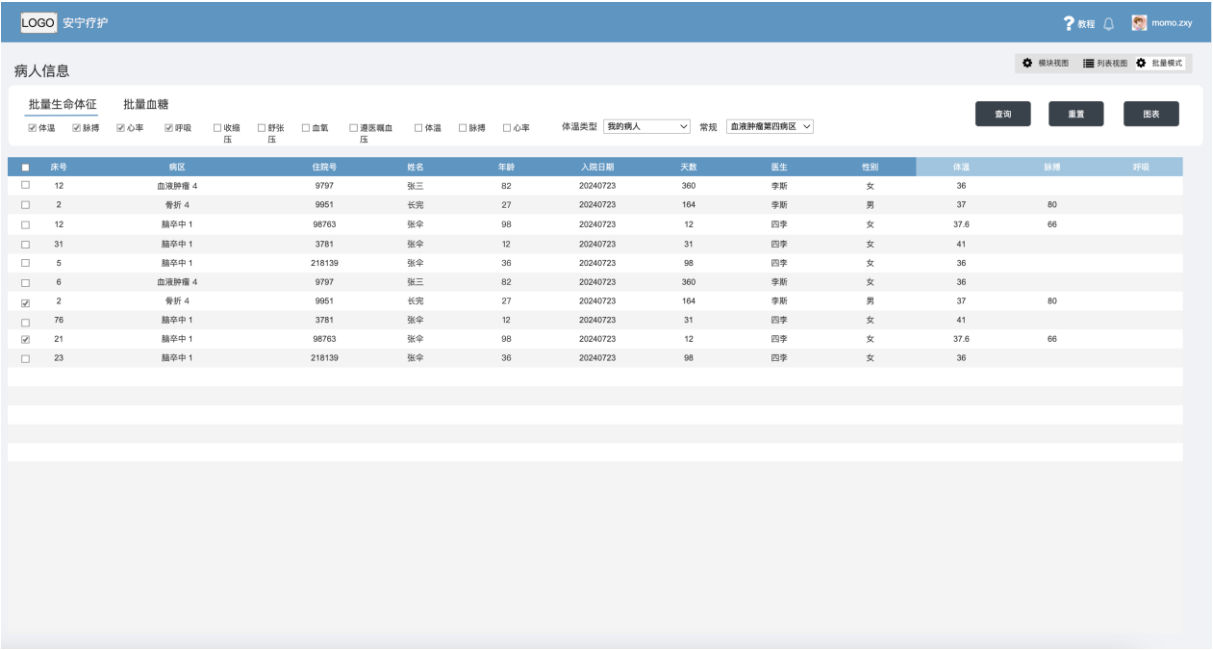 LOGO 安宁疗护 ? 教程 momo.zxy
病人信息 模块视图 列表视图 批量模式
批量生命体征 批量血糖
查询 重置 图表
体温 脉搏 心率 呼吸 收缩压 舒张压 血氧 遵医嘱血压 体温 脉搏 心率 体温类型 我的病人 常规 血液肿瘤第四病区
床号 病区 住院号 姓名 年龄 入院日期 天数 医生 性别 体温 脉搏 呼吸
12 血液肿瘤 4 9797 张三 82 20240723 360 李斯 女 36
2 骨折 4 9951 长完 27 20240723 164 李斯 男 37 80
12 脑卒中 1 98763 张伞 98 20240723 12 四李 女 37.6 66
31 脑卒中 1 3781 张伞 12 20240723 31 四李 女 41
5 脑卒中 1 218139 张伞 36 20240723 98 四李 女 36
6 血液肿瘤 4 9797 张三 82 20240723 360 李斯 女 36
2 骨折 4 9951 长完 27 20240723 164 李斯 男 37 80
76 脑卒中 1 3781 张伞 12 20240723 31 四李 女 41
21 脑卒中 1 98763 张伞 98 20240723 12 四李 女 37.6 66
23 脑卒中 1 218139 张伞 36 20240723 98 四李 女 36